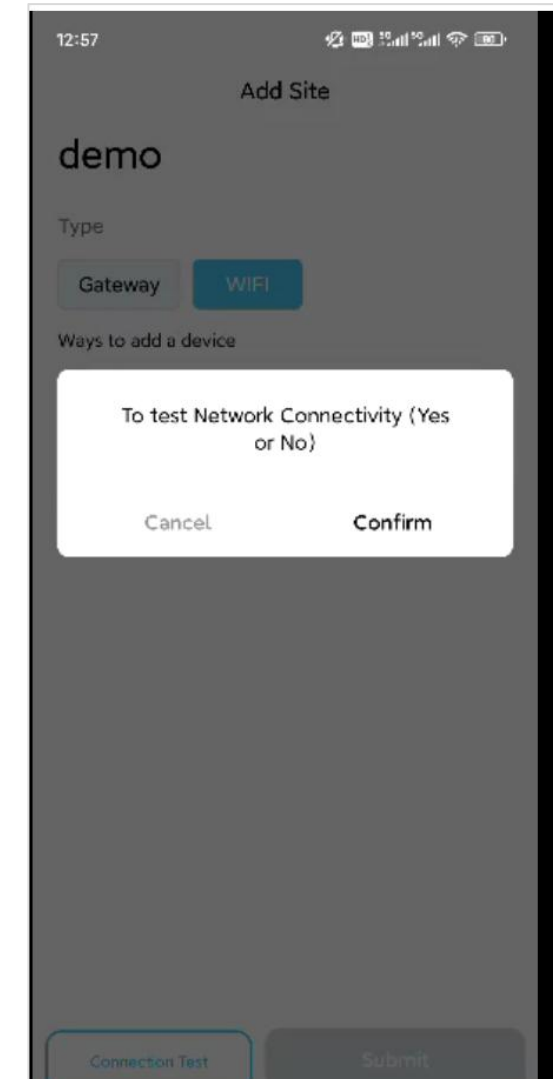 12:57
Add Site
demo
Type
Gateway WIFI
Ways to add a device
To test Network Connectivity (Yes
or No)
Cancel Confirm
Connection Test Submit